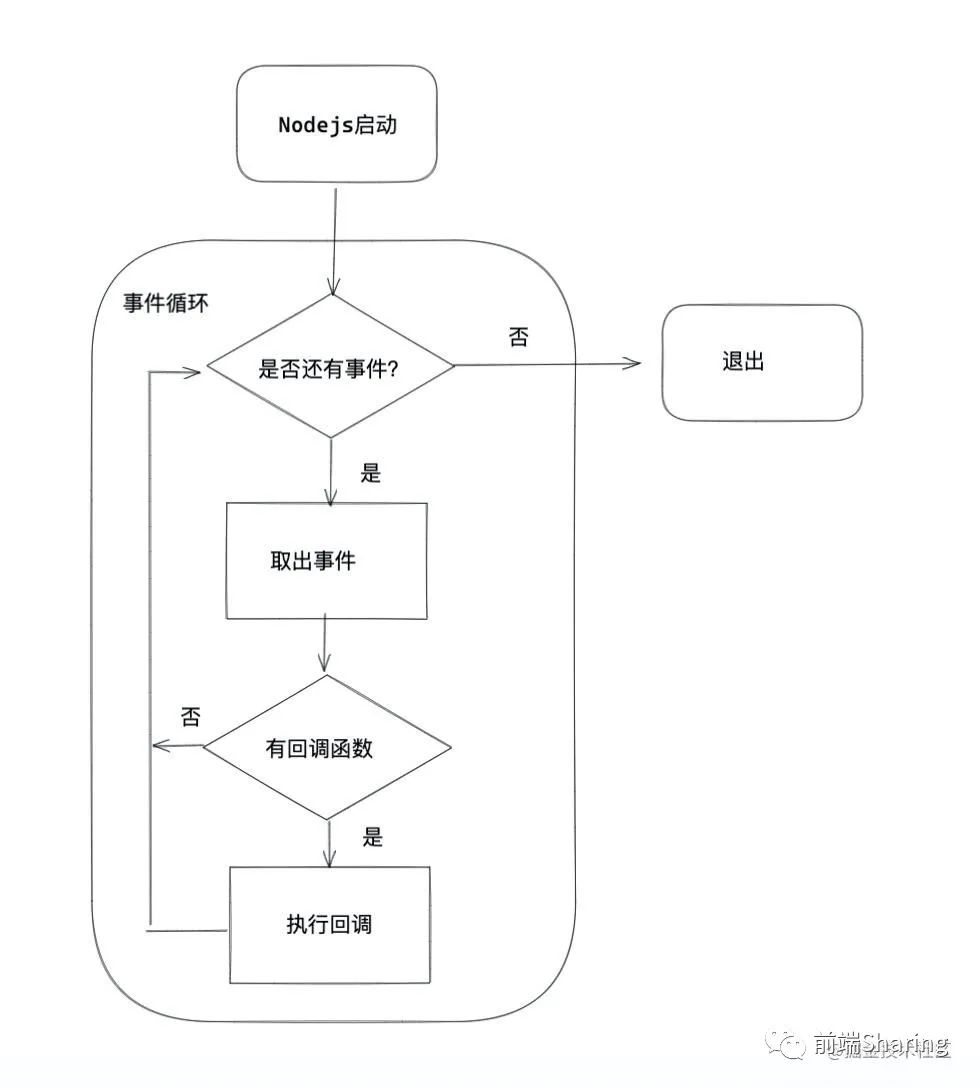 Nodejs启动
事件循环
否
是否还有事件?
退出
是
取出事件
否
有回调函数
是
执行回调
前端Sharing
@掘金技术社区